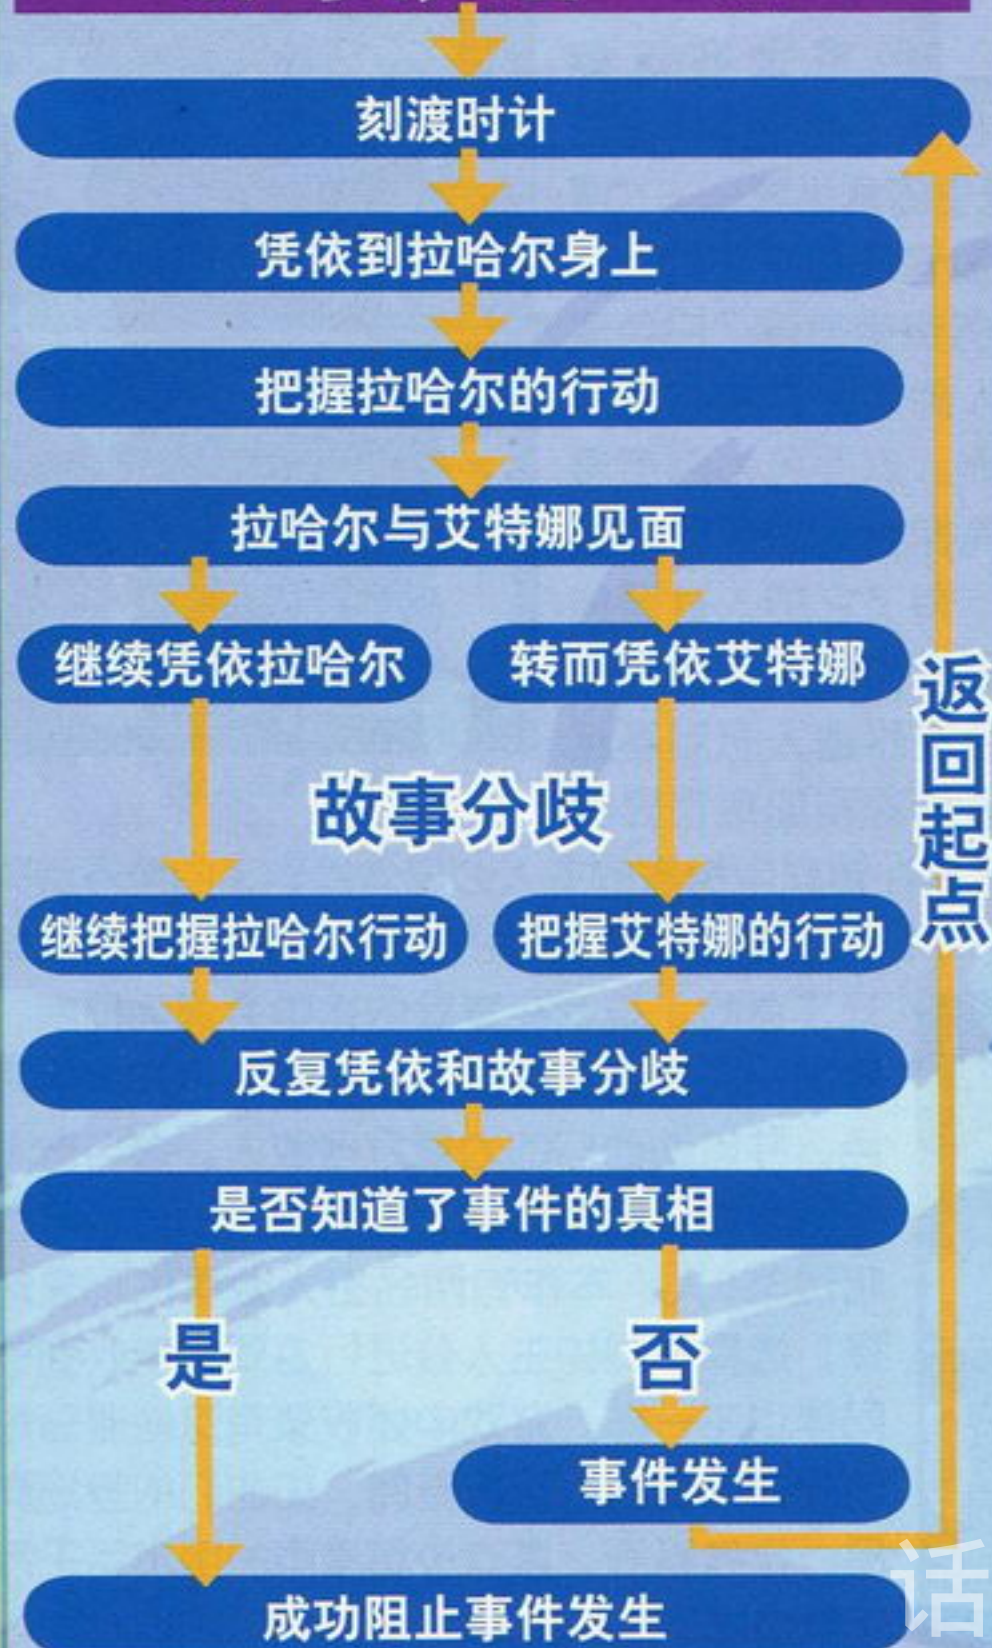 刻渡时计
凭依到拉哈尔身上
把握拉哈尔的行动
拉哈尔与艾特娜见面
继续凭依拉哈尔
转而凭依艾特娜
故事分歧
返回起点
继续把握拉哈尔行动
把握艾特娜的行动
反复凭依和故事分歧
是否知道了事件的真相
是
否
事件发生
成功阻止事件发生
话